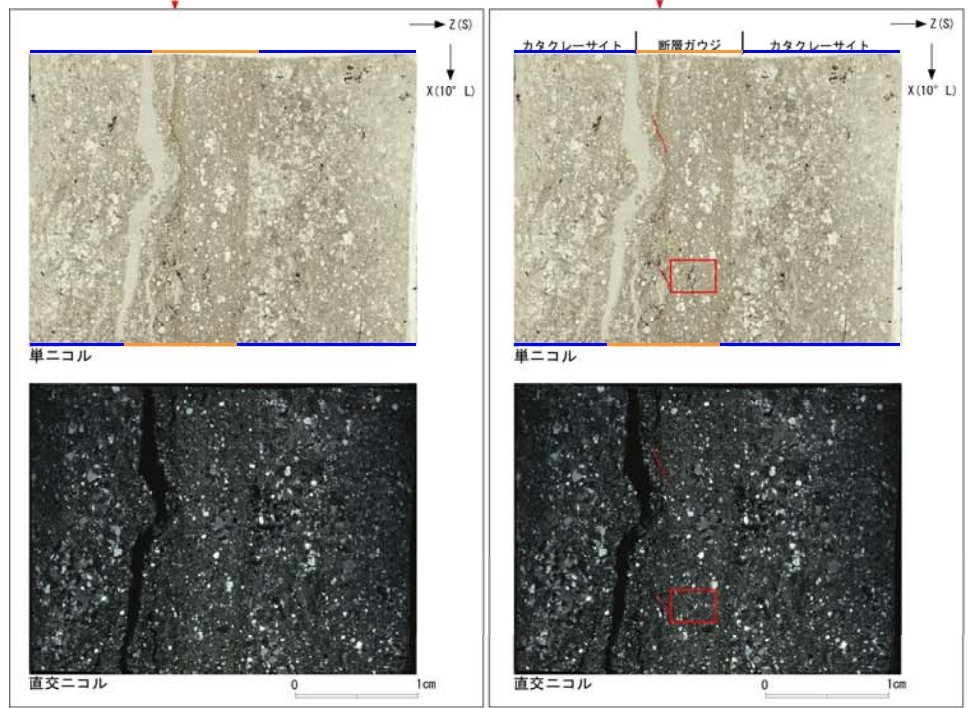 Z(S)
X(10° L)
単ニコル
直交ニコル
0 1cm
カタクレーサイト 断層ガウジ カタクレーサイト
Z(S)
X(10° L)
単ニコル
直交ニコル
0 1cm